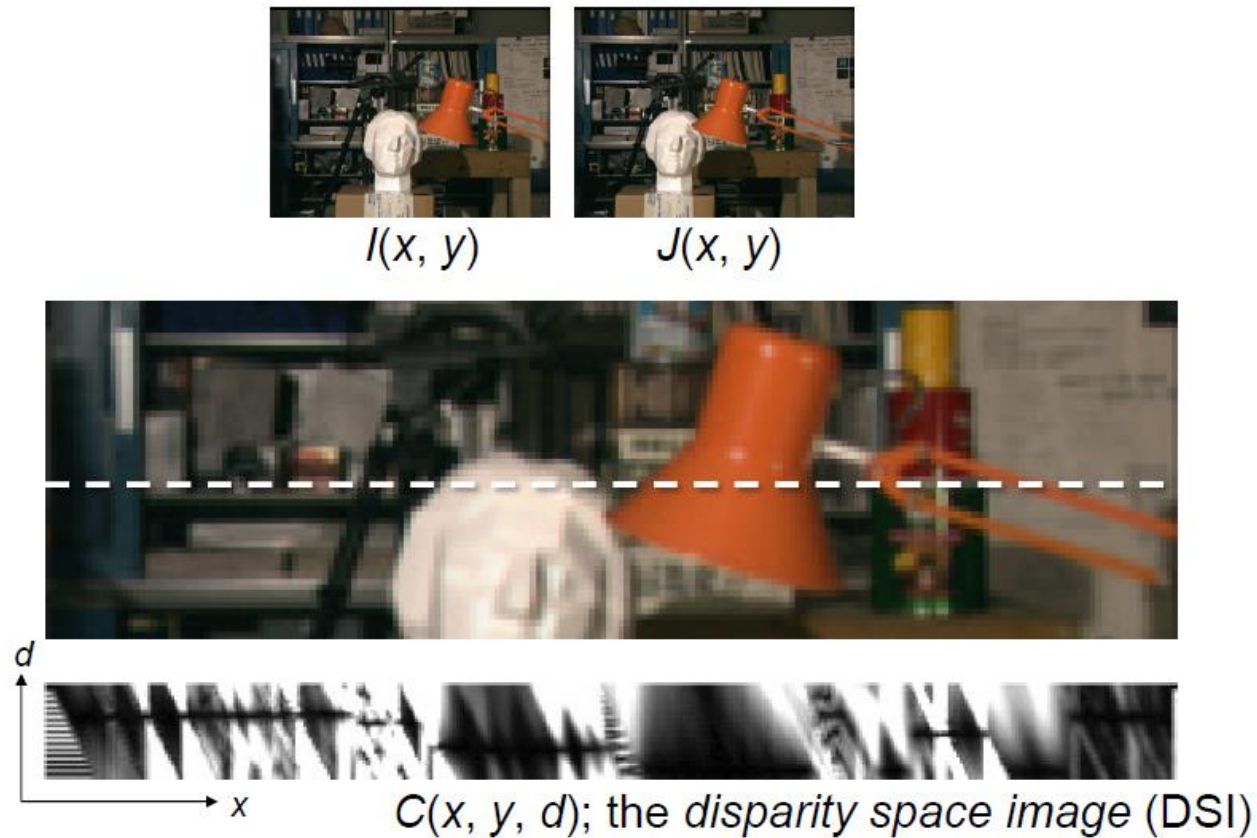 I(x, y) J(x, y)
d
x
C(x, y, d); the disparity space image (DSI)